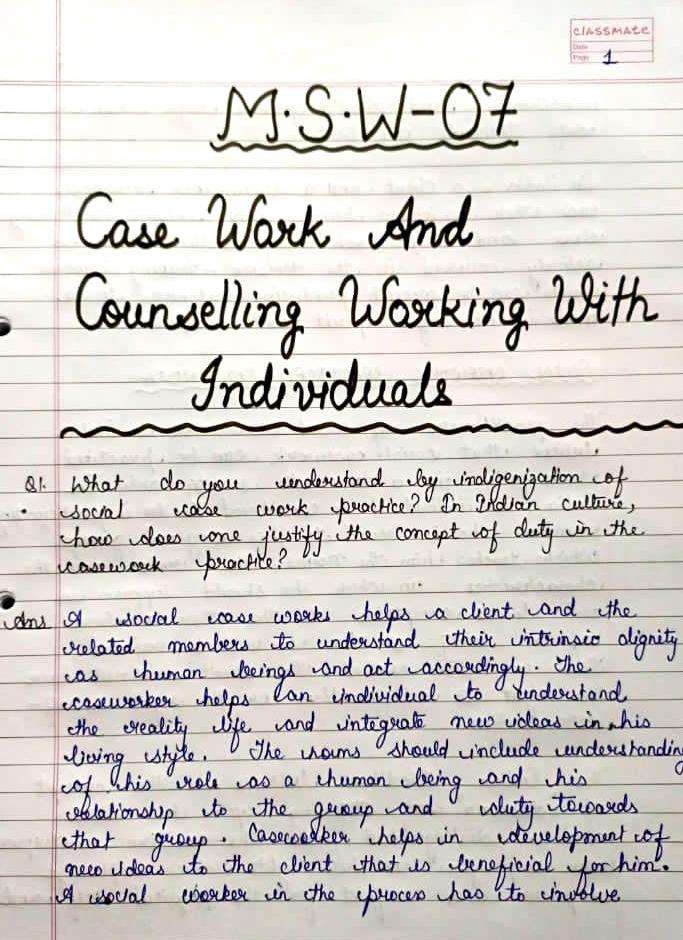 CLASSMATE
Date
Page 1
M.S.W-07
Case Work And
Counselling Working With
Individuals
Q1. What do you understand by indigenization of
social case work practice? In Indian culture,
how does one justify the concept of duty in the
casework practice?
Ans A social case works helps a client and the
related members to understand their intrinsic dignity
as human beings and act accordingly. The
caseworker helps an individual to understand
the reality life and integrate new ideas in his
living style. The norms should include understanding
of his role as a human being and his
relationship to the group and duty towards
that group. Caseworker helps in development of
new ideas to the client that is beneficial for him.
A social worker in the process has to involve